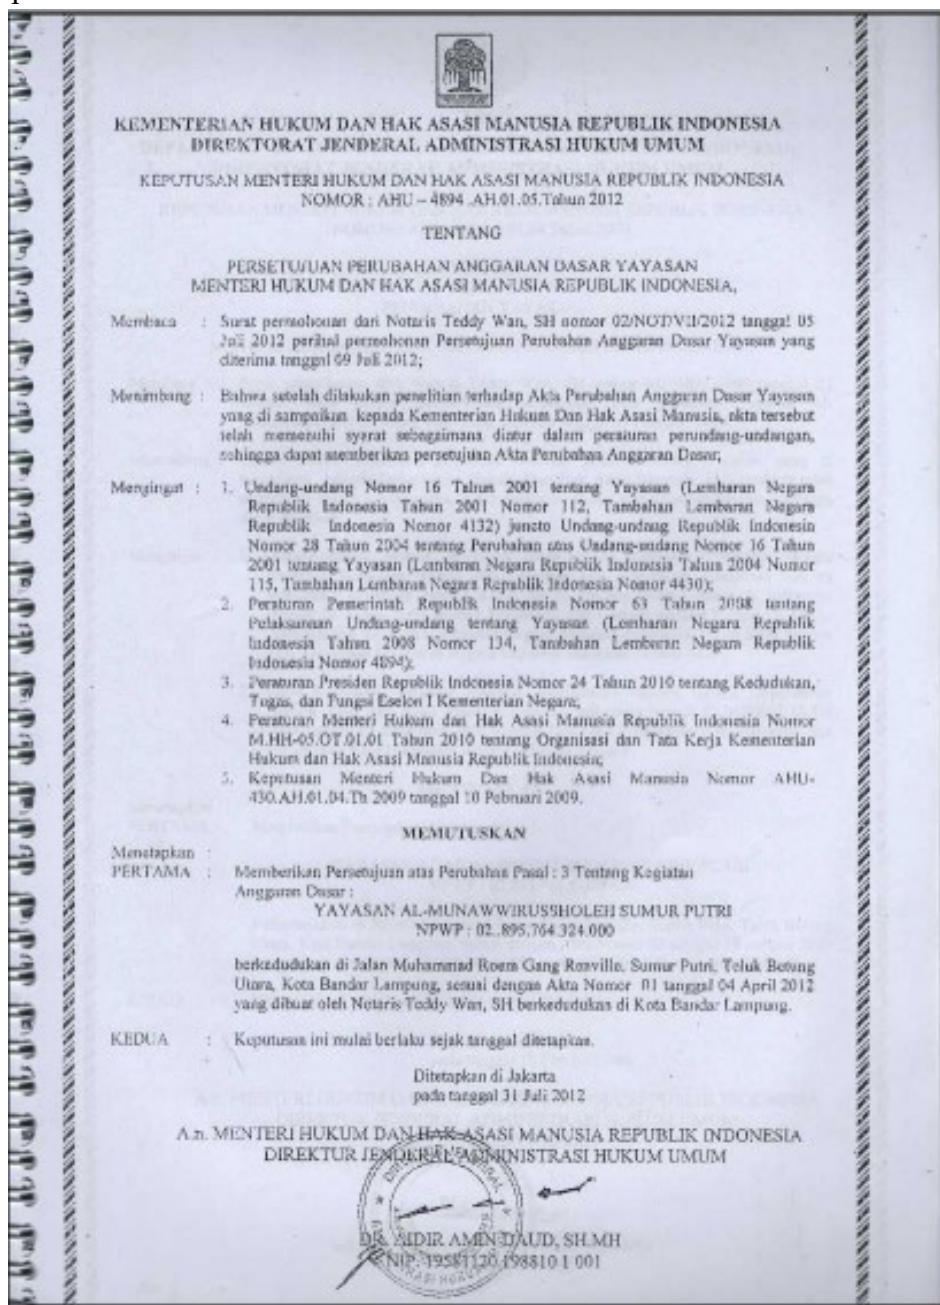 KEMENTERIAN HUKUM DAN HAK ASASI MANUSIA REPUBLIK INDONESIA
DIREKTORAT JENDERAL ADMINISTRASI HUKUM UMUM
KEPUTUSAN MENTERI HUKUM DAN HAK ASASI MANUSIA REPUBLIK INDONESIA
NOMOR : AHU – 4894 .AH.01.05.Tahun 2012
TENTANG
PERSETUJUAN PERUBAHAN ANGGARAN DASAR YAYASAN
MENTERI HUKUM DAN HAK ASASI MANUSIA REPUBLIK INDONESIA,
Membaca : Surat permohonan dari Notaris Teddy Wan, SH nomor 02/NOT/VII/2012 tanggal 05
Juli 2012 perihal permohonan Persetujuan Perubahan Anggaran Dasar Yayasan yang
diterima tanggal 09 Juli 2012;
Menimbang : Bahwa setelah dilakukan penelitian terhadap Akta Perubahan Anggaran Dasar Yayasan
yang di sampaikan kepada Kementerian Hukum Dan Hak Asasi Manusia, akta tersebut
telah memenuhi syarat sebagaimana diatur dalam peraturan perundang-undangan,
sehingga dapat memberikan persetujuan Akta Perubahan Anggaran Dasar;
Mengingat : 1. Undang-undang Nomor 16 Tahun 2001 tentang Yayasan (Lembaran Negara
Republik Indonesia Tahun 2001 Nomor 112, Tambahan Lembaran Negara
Republik Indonesia Nomor 4132) juncto Undang-undang Republik Indonesia
Nomor 28 Tahun 2004 tentang Perubahan atas Undang-undang Nomor 16 Tahun
2001 tentang Yayasan (Lembaran Negara Republik Indonesia Tahun 2004 Nomor
115, Tambahan Lembaran Negara Republik Indonesia Nomor 4430);
2. Peraturan Pemerintah Republik Indonesia Nomor 63 Tahun 2008 tentang
Pelaksanaan Undang-undang tentang Yayasan (Lembaran Negara Republik
Indonesia Tahun 2008 Nomor 134, Tambahan Lembaran Negara Republik
Indonesia Nomor 4894);
3. Peraturan Presiden Republik Indonesia Nomor 24 Tahun 2010 tentang Kedudukan,
Tugas, dan Fungsi Eselon I Kementerian Negara;
4. Peraturan Menteri Hukum dan Hak Asasi Manusia Republik Indonesia Nomor
M.HH-05.OT.01.01 Tahun 2010 tentang Organisasi dan Tata Kerja Kementerian
Hukum dan Hak Asasi Manusia Republik Indonesia;
5. Keputusan Menteri Hukum Dan Hak Asasi Manusia Nomor AHU-
430.AH.01.04.Th 2009 tanggal 10 Pebruari 2009.
MEMUTUSKAN
Menetapkan :
PERTAMA : Memberikan Persetujuan atas Perubahan Pasal : 3 Tentang Kegiatan
Anggaran Dasar :
YAYASAN AL-MUNAWWIRUSSHOLEH SUMUR PUTRI
NPWP : 02..895.764.324.000
berkedudukan di Jalan Muhammad Roem Gang Ronville, Sumur Putri, Teluk Betung
Utara, Kota Bandar Lampung, sesuai dengan Akta Nomor 01 tanggal 04 April 2012
yang dibuat oleh Notaris Teddy Wan, SH berkedudukan di Kota Bandar Lampung.
KEDUA : Keputusan ini mulai berlaku sejak tanggal ditetapkan.
Ditetapkan di Jakarta
pada tanggal 31 Juli 2012
A.n. MENTERI HUKUM DAN HAK ASASI MANUSIA REPUBLIK INDONESIA
DIREKTUR JENDERAL ADMINISTRASI HUKUM UMUM
DR. AIDIR AMIN DAUD, SH.MH
NIP. 19581120 198810 1 001